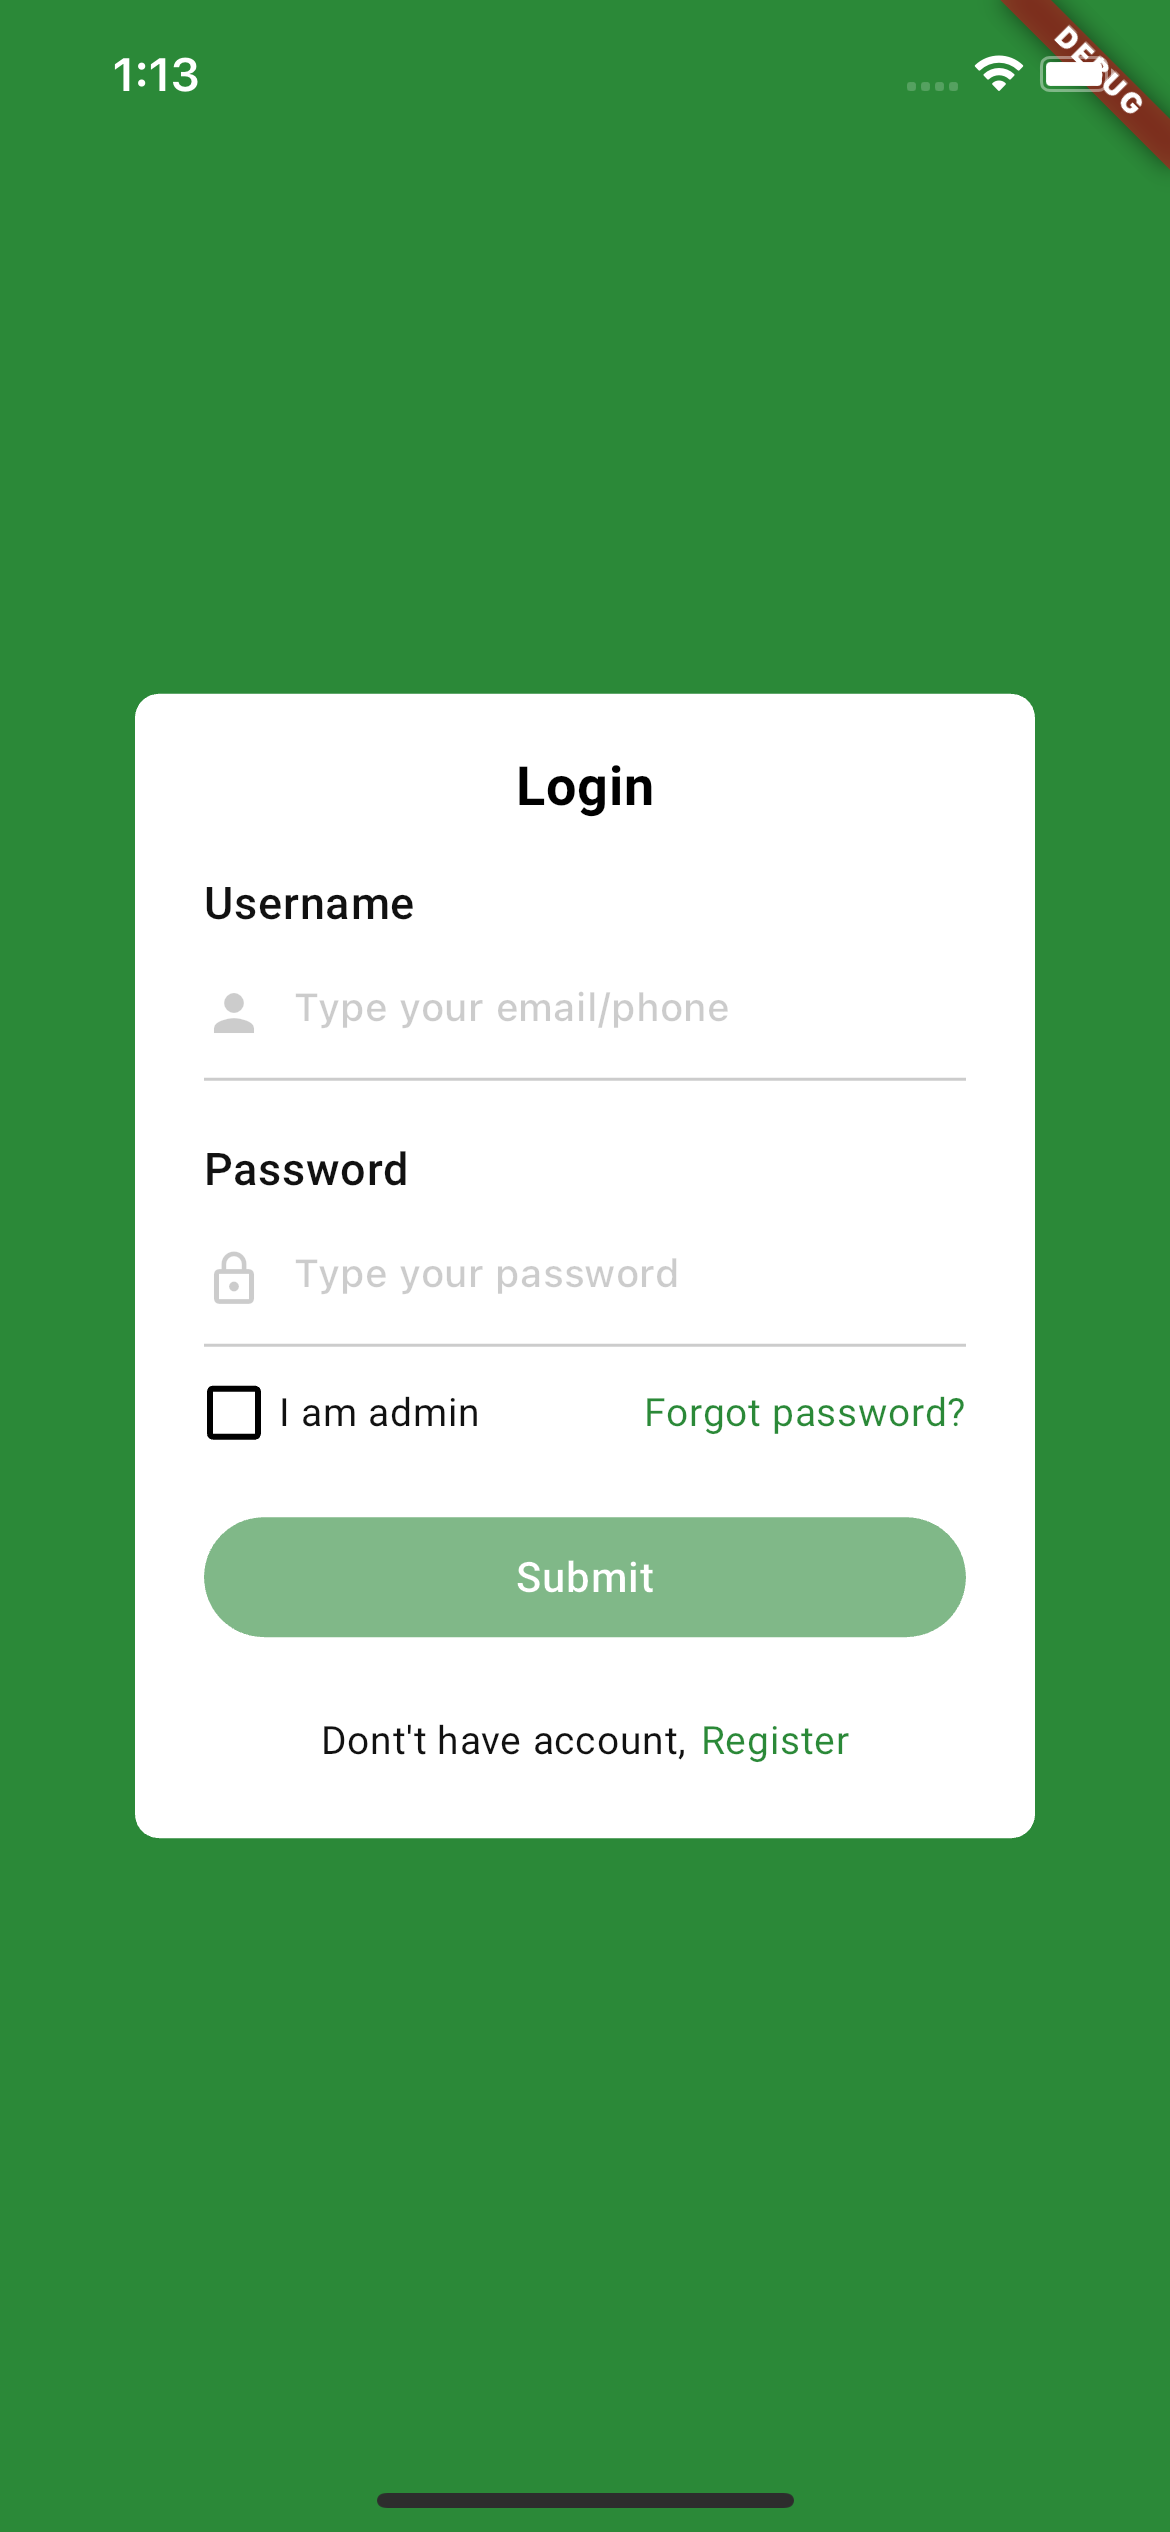 1:13
DEBUG
Login
Username
Type your email/phone
Password
Type your password
I am admin
Forgot password?
Submit
Dont't have account, Register